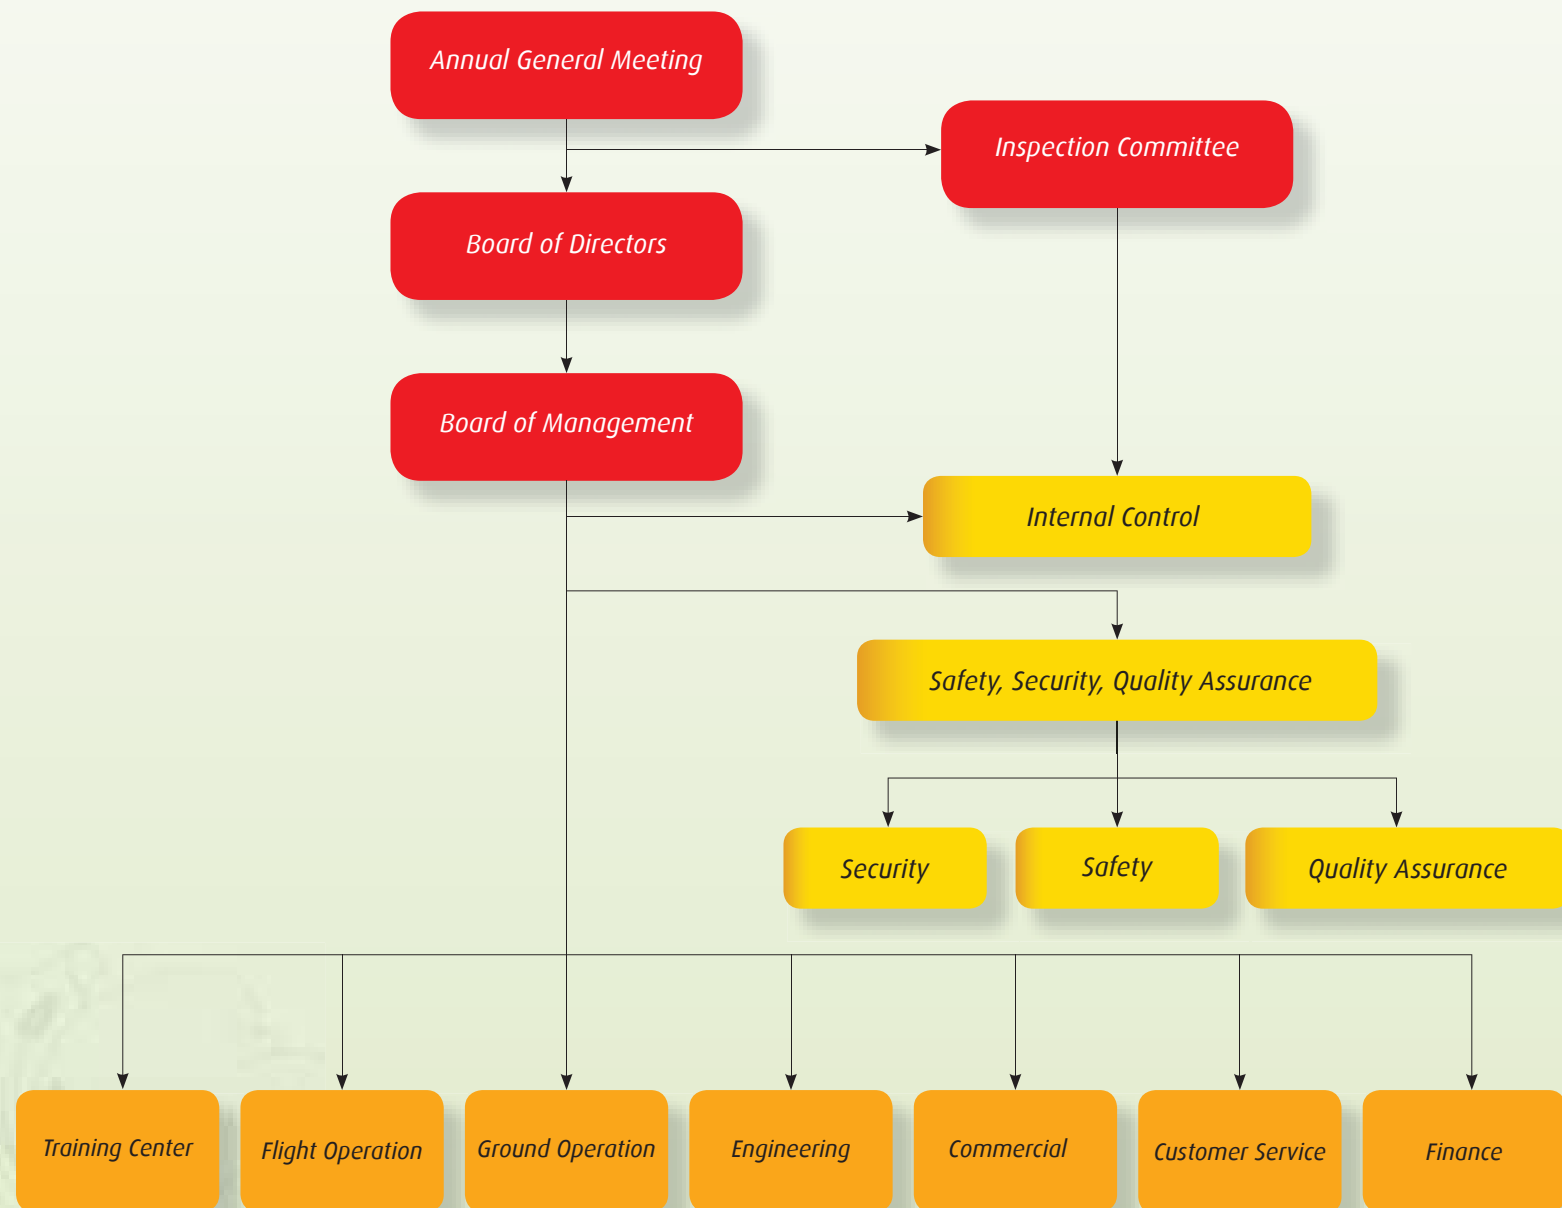 Annual General Meeting
Inspection Committee
Board of Directors
Board of Management
Internal Control
Safety, Security, Quality Assurance
Security
Safety
Quality Assurance
Training Center
Flight Operation
Ground Operation
Engineering
Commercial
Customer Service
Finance